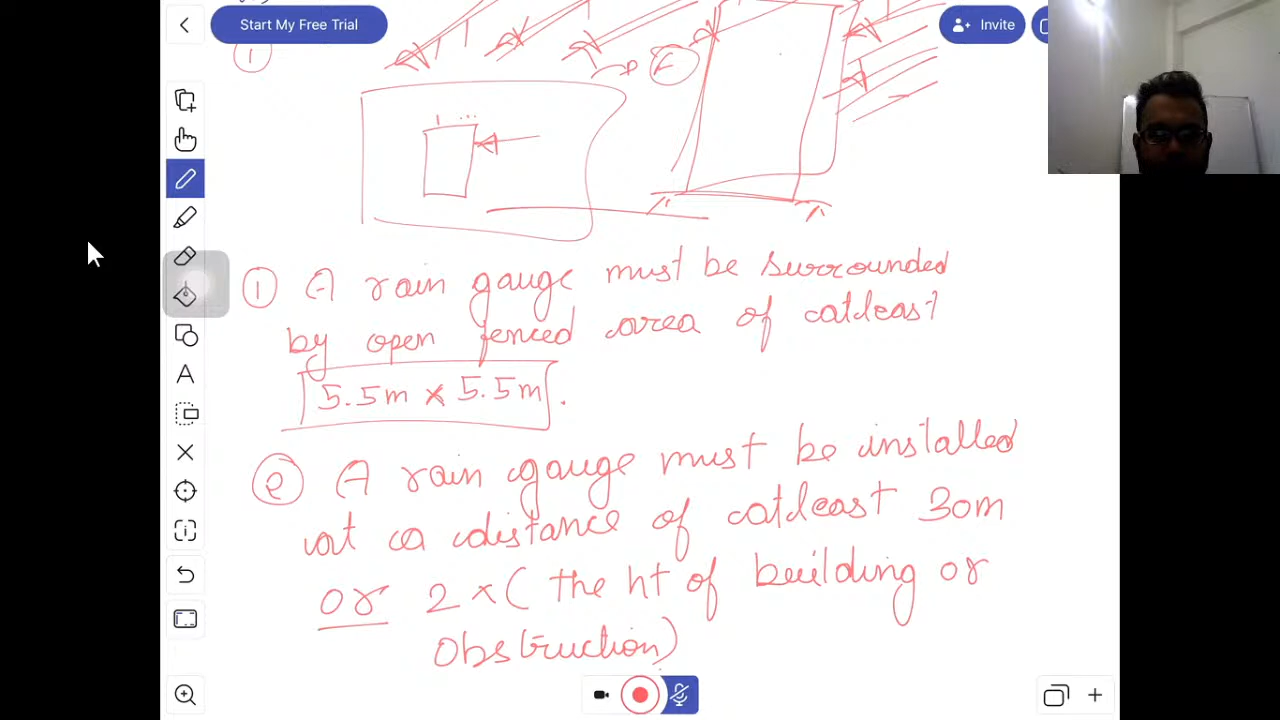 Start My Free Trial
Invite
1
F
1 A rain gauge must be surrounded
by open fenced area of atleast
5.5m x 5.5m.
2 A rain gauge must be installed
at a distance of atleast 30m
or 2 x ( the ht of building or
obstruction)
A